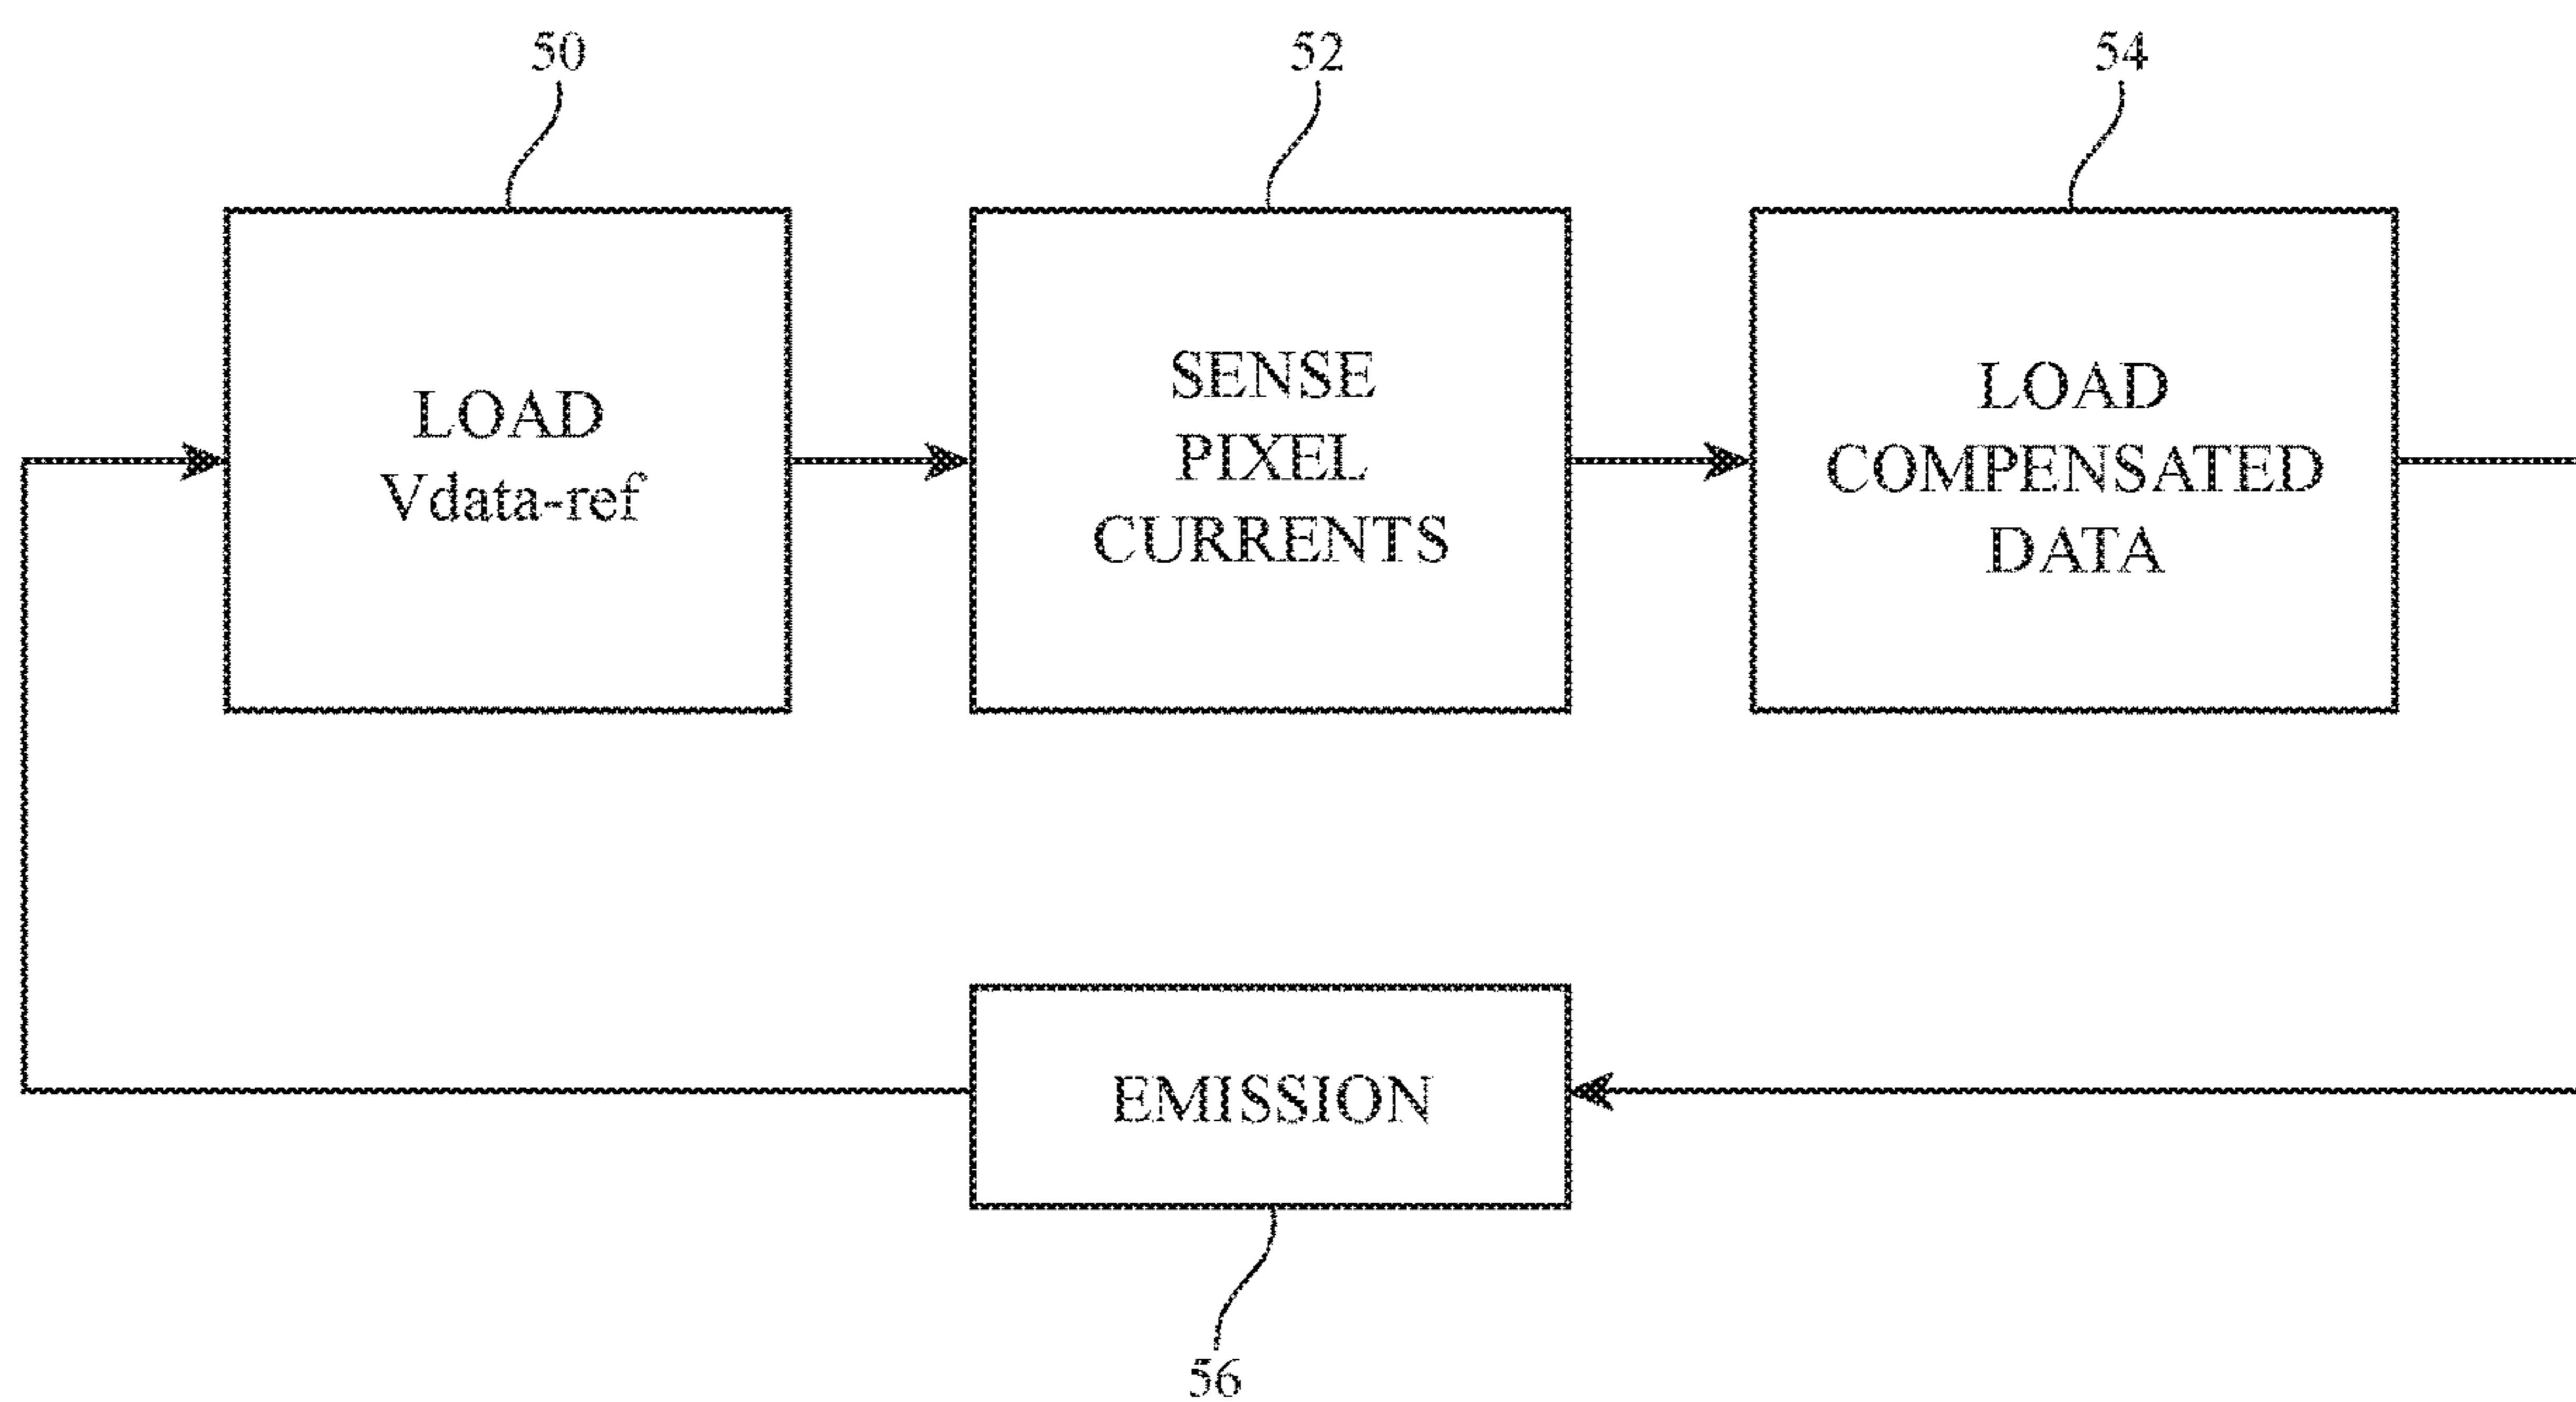 50
52
54
LOAD
Vdata-ref
SENSE
PIXEL
CURRENTS
LOAD
COMPENSATED
DATA
EMISSION
56